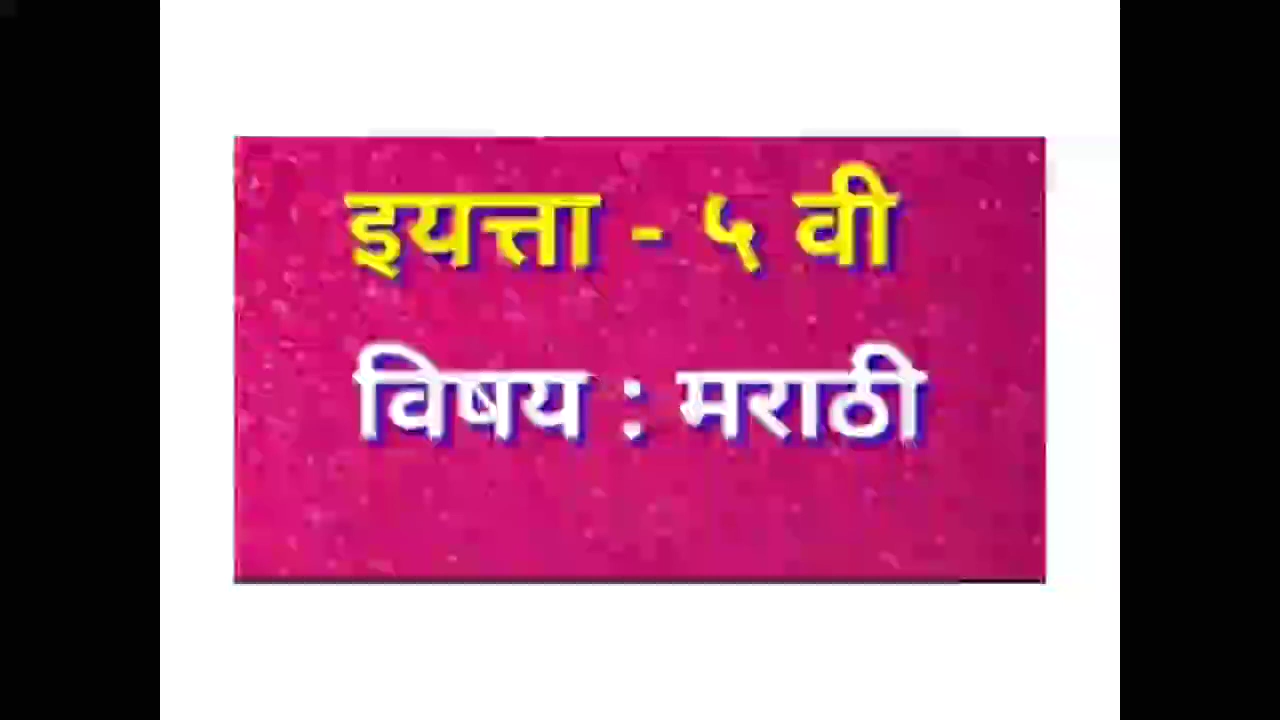 इयत्ता - ५ वी
विषय : मराठी